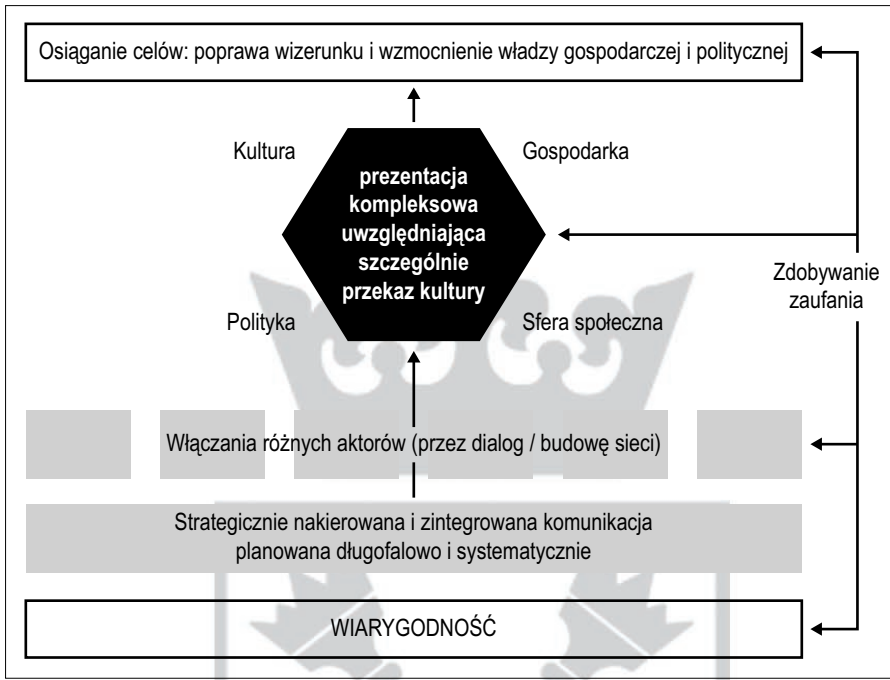 Osiąganie celów: poprawa wizerunku i wzmocnienie władzy gospodarczej i politycznej
Kultura
Gospodarka
prezentacja
kompleksowa
uwzględniająca
szczególnie
przekaz kultury
Zdobywanie
zaufania
Polityka
Sfera społeczna
Włączania różnych aktorów (przez dialog / budowę sieci)
Strategicznie nakierowana i zintegrowana komunikacja
planowana długofalowo i systematycznie
WIARYGODNOŚĆ